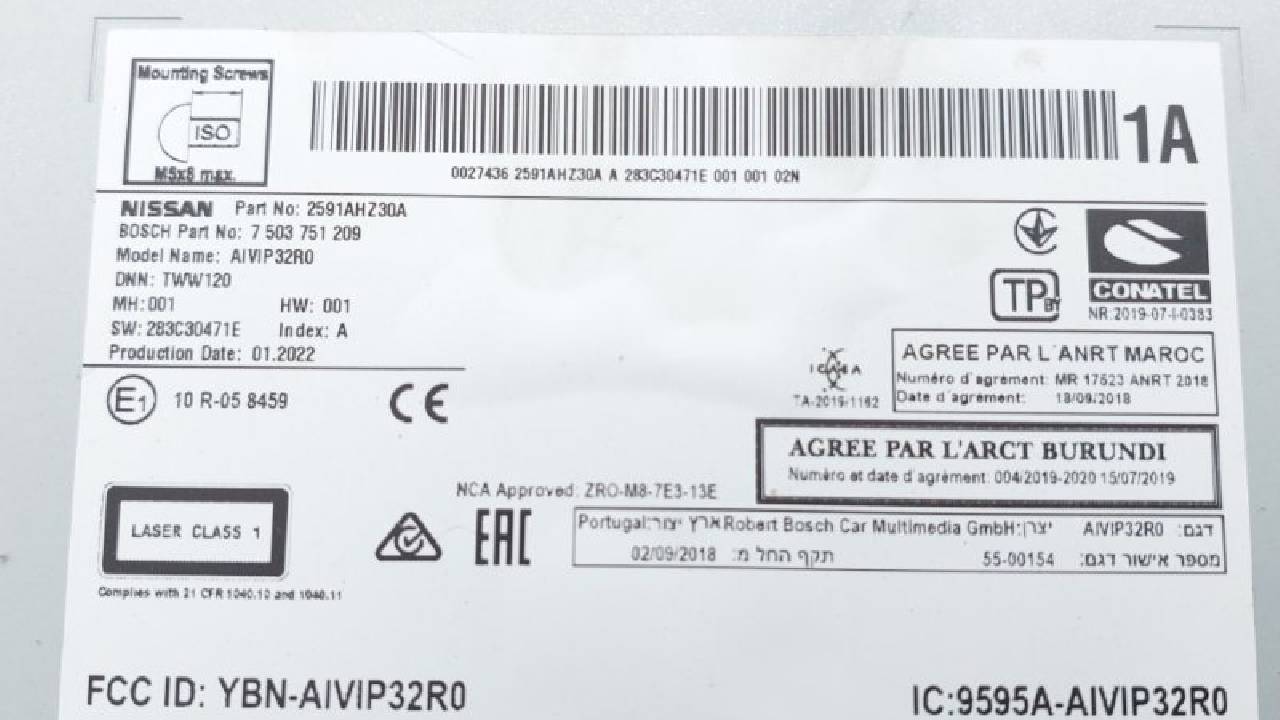 Mounting Screws
ISO
M5x8 max.
1A
0027436 2591AHZ30A A 283C30471E 001 001 02N
NISSAN Part No: 2591AHZ30A
BOSCH Part No: 7 503 751 209
Model Name: AIVIP32R0
DNN: TWW120
MH:001 HW: 001
SW: 283C30471E Index: A
Production Date: 01.2022
CONATEL
TP BY
NR:2019-07-I-0383
AGREE PAR L´ANRT MAROC
Numéro d´agrément: MR 17623 ANRT 2018
Date d´agrément: 18/09/2018
ICASA
TA-2019/1162
E1 10 R-05 8459
CE
AGREE PAR L'ARCT BURUNDI
Numéro et date d´agrément: 004/2019-2020 15/07/2019
NCA Approved: ZRO-M8-7E3-13E
LASER CLASS 1
EAC
דגם: AIVIP32R0 יצרן: Robert Bosch Car Multimedia GmbH ארץ יצור: Portugal
מספר אישור דגם: 55-00154 תקף החל מ: 02/09/2018
Complies with 21 CFR 1040.10 and 1040.11
FCC ID: YBN-AIVIP32R0
IC:9595A-AIVIP32R0